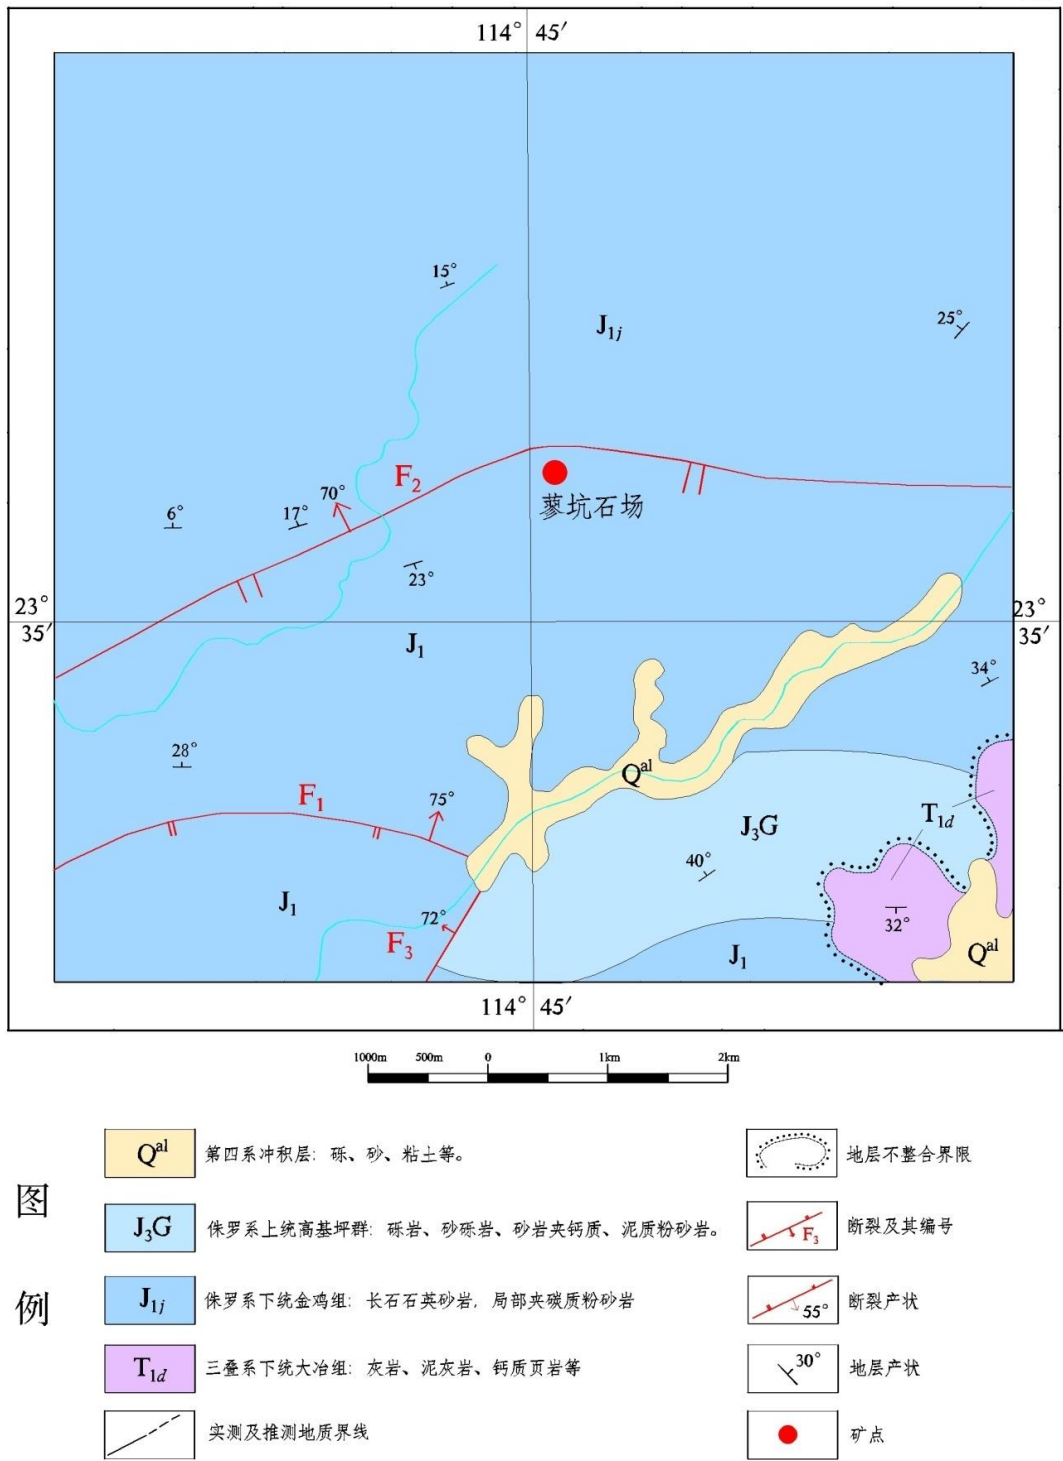 114° 45′
15°
J1j
25°
F2
70°
6°
17°
蓼坑石场
23°
23°
23°
35′
35′
J1
34°
28°
Qal
F1
75°
T1d
J3G
40°
J1
72°
32°
F3
J1
Qal
114° 45′
1000m 500m 0 1km 2km
图例
Qal 第四系冲积层：砾、砂、粘土等。
地层不整合界限
J3G 侏罗系上统高基坪群：砾岩、砂砾岩、砂岩夹钙质、泥质粉砂岩。
F3 断裂及其编号
J1j 侏罗系下统金鸡组：长石石英砂岩，局部夹碳质粉砂岩
55° 断裂产状
T1d 三叠系下统大冶组：灰岩、泥灰岩、钙质页岩等
30° 地层产状
实测及推测地质界线
矿点